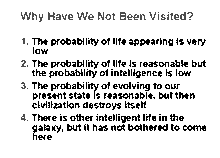 Why Have We Not Been Visited?
1. The probability of life appearing is very
low
2. The probability of life is reasonable but
the probability of intelligence is low
3. The probability of evolving to our
present state is reasonable, but then
civilization destroys itself
4. There is other intelligent life in the
galaxy, but it has not bothered to come
here